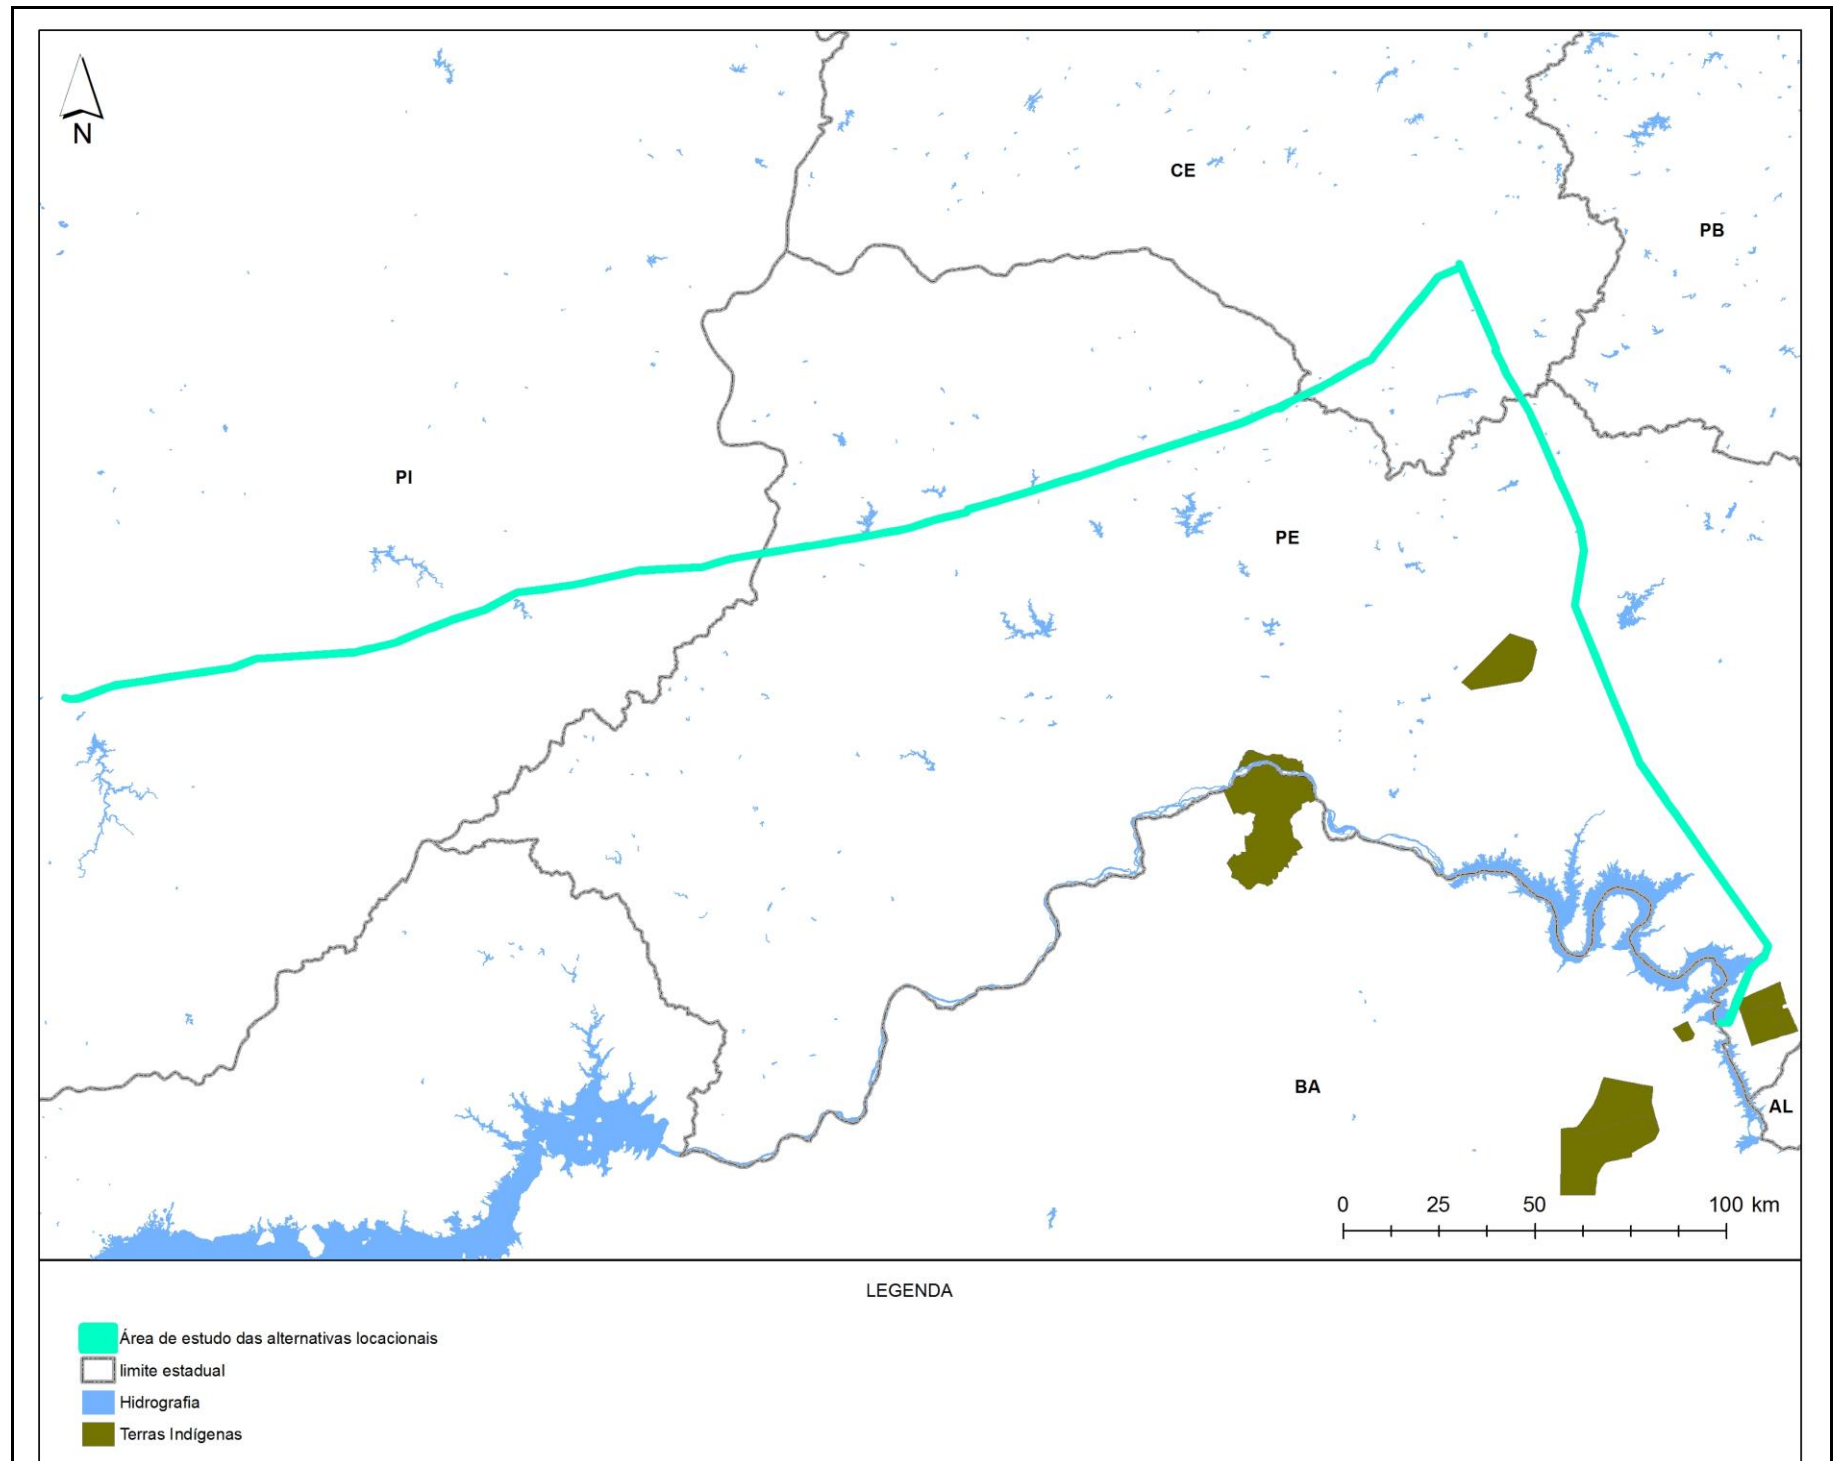 N
CE
PB
PI
PE
BA
AL
0 25 50 100 km
LEGENDA
Área de estudo das alternativas locacionais
limite estadual
Hidrografia
Terras Indígenas